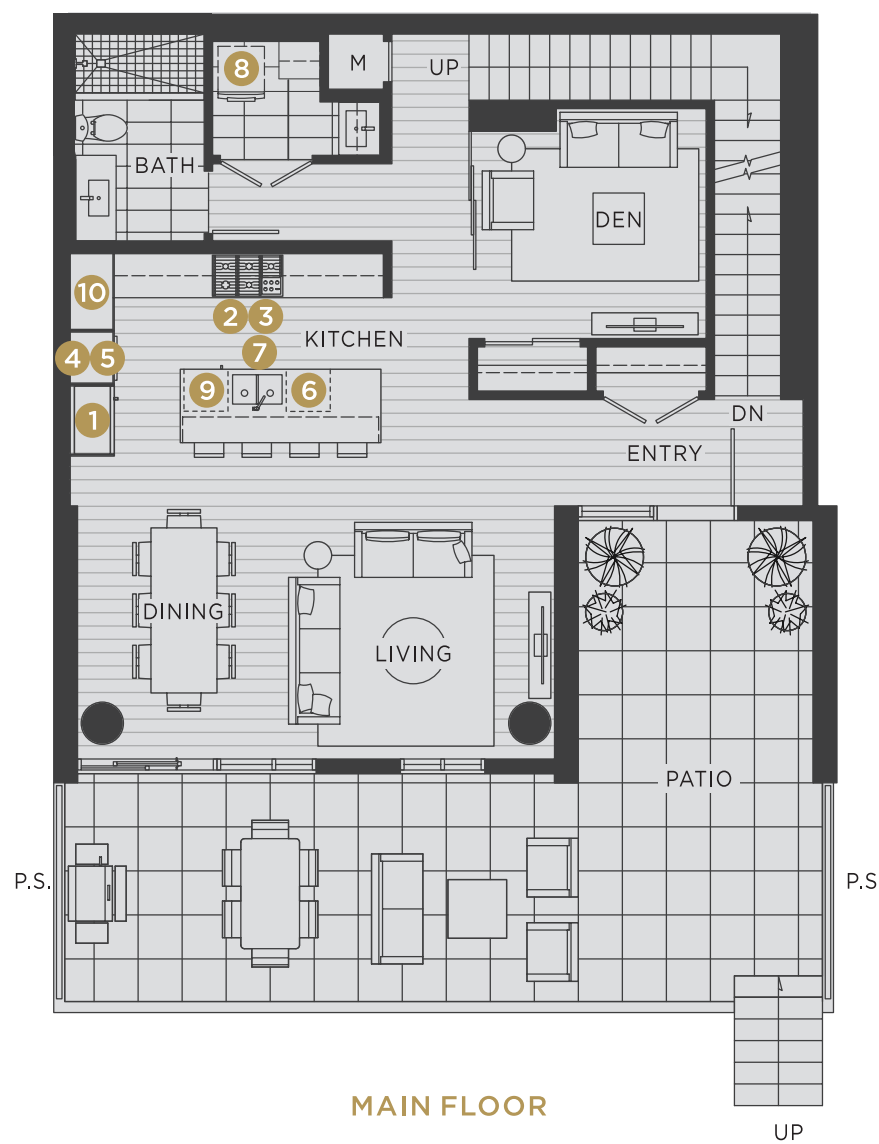 8
M
UP
BATH
DEN
10
2 3
KITCHEN
4 5
7
9
6
1
DN
ENTRY
DINING
LIVING
PATIO
P.S.
P.S
MAIN FLOOR
UP